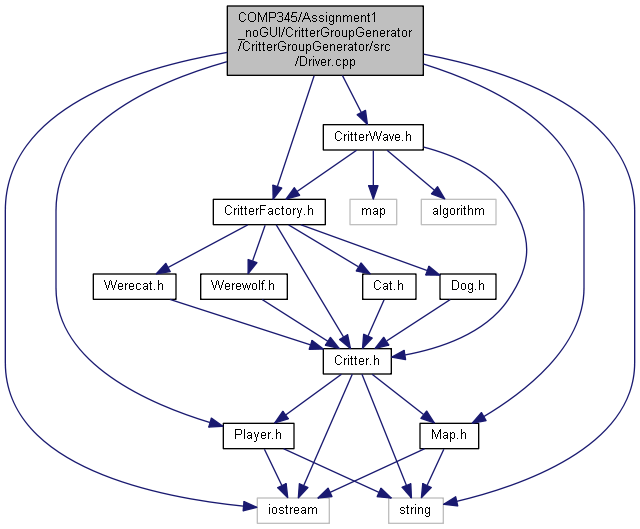 COMP345/Assignment1
_noGUI/CritterGroupGenerator
/CritterGroupGenerator/src
/Driver.cpp
CritterWave.h
CritterFactory.h
map
algorithm
Werecat.h
Werewolf.h
Cat.h
Dog.h
Critter.h
Player.h
Map.h
iostream
string